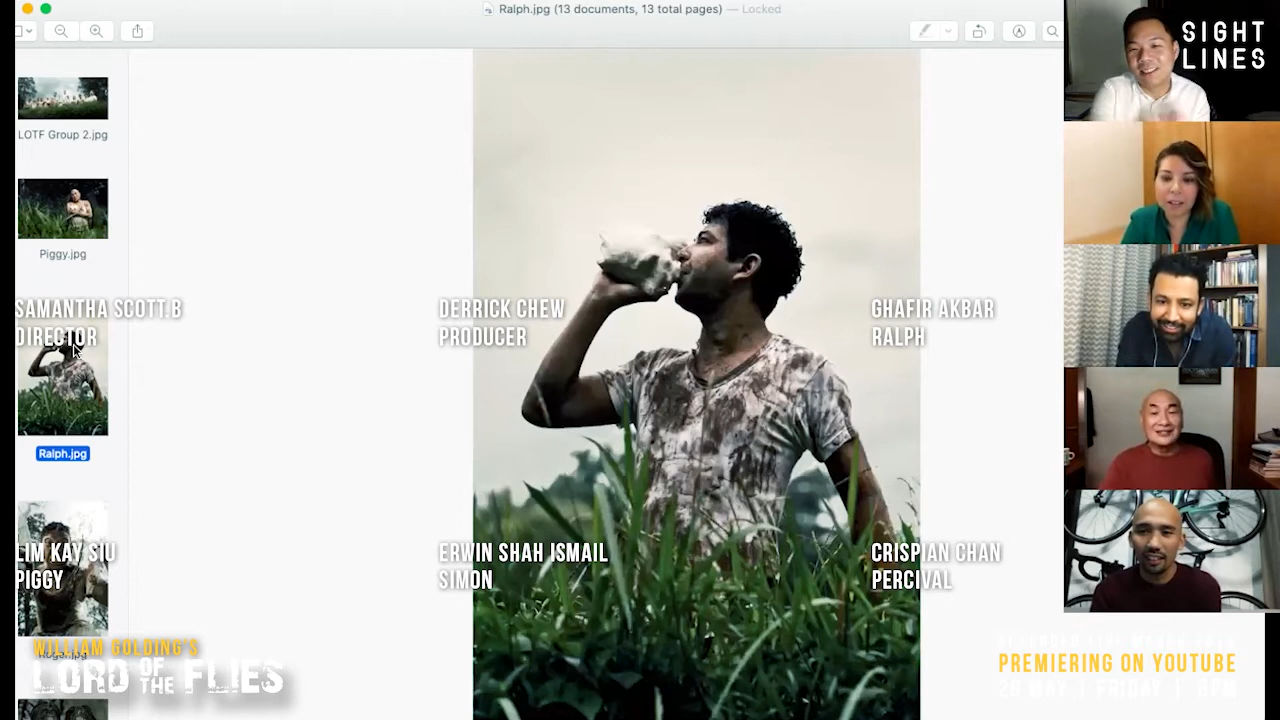 Ralph.jpg (13 documents, 13 total pages) — Locked
SIGHT
LINES
LOTF Group 2.jpg
Piggy.jpg
SAMANTHA SCOTT.B
DIRECTOR
DERRICK CHEW
PRODUCER
GHAFIR AKBAR
RALPH
Ralph.jpg
LIM KAY SIU
PIGGY
ERWIN SHAH ISMAIL
SIMON
CRISPIAN CHAN
PERCIVAL
WILLIAM GOLDING'S
LORD OF THE FLIES
PREMIERING ON YOUTUBE